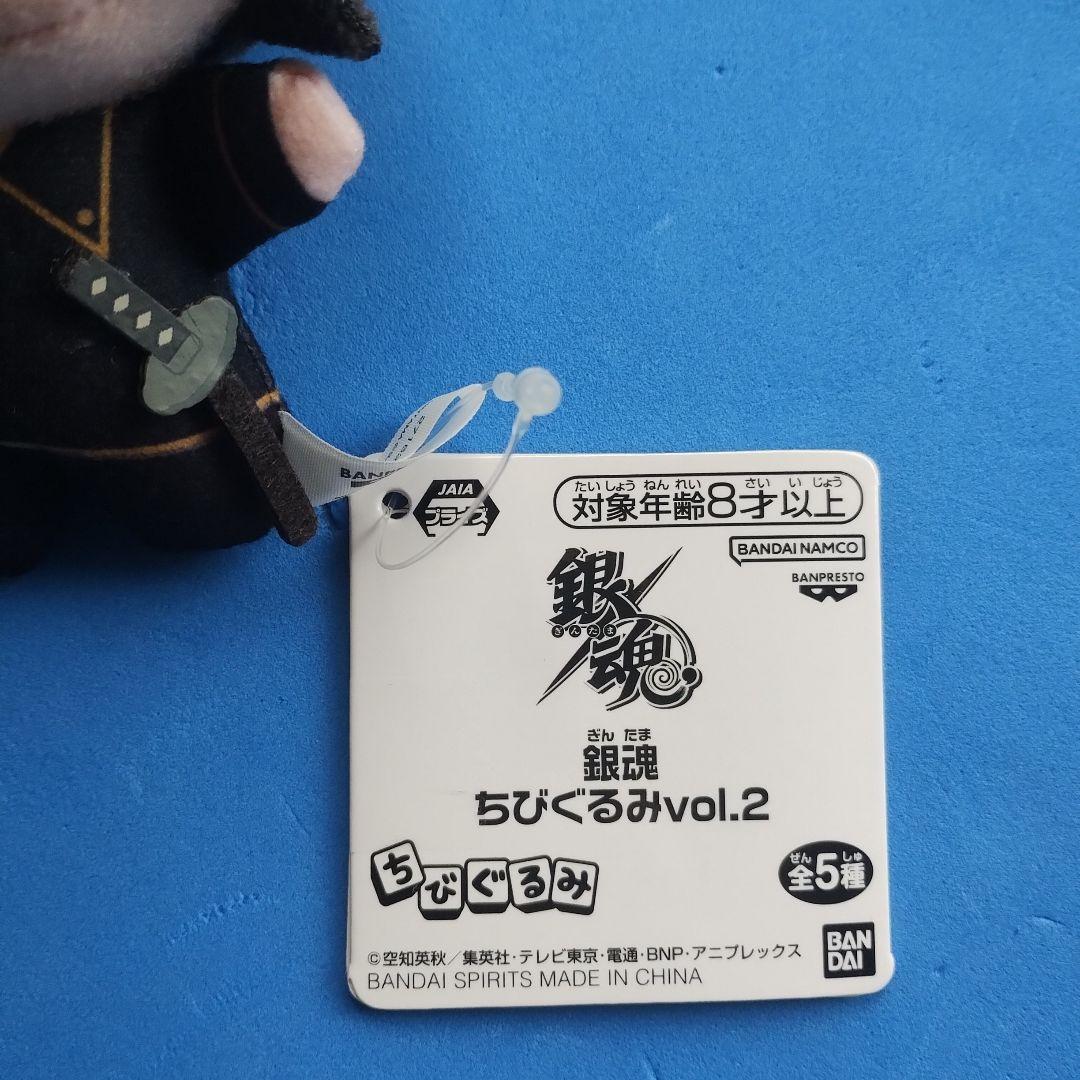 BANP
JAIA
プライズ
たいしょうねんれい さい いじょう
対象年齢8才以上
BANDAI NAMCO
BANPRESTO
銀魂
ぎんたま
ぎん たま
銀魂
ちびぐるみvol.2
ちびぐるみ
ぜん しゅ
全5種
©空知英秋／集英社・テレビ東京・電通・BNP・アニプレックス
BANDAI SPIRITS MADE IN CHINA
BAN
DAI